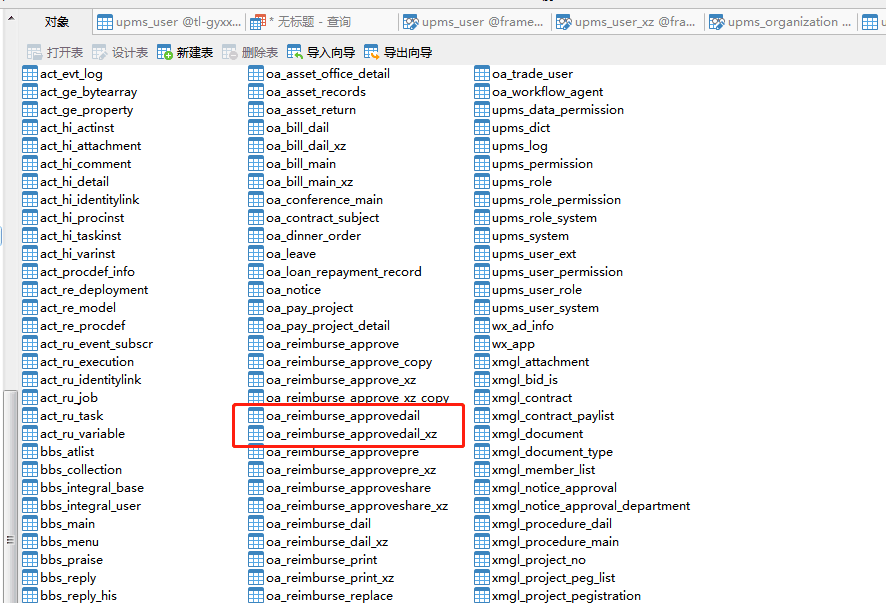 对象 upms_user @tl-gyxx... * 无标题 - 查询 upms_user @frame... upms_user_xz @fra... upms_organization ...
打开表 设计表 新建表 删除表 导入向导 导出向导
act_evt_log
act_ge_bytearray
act_ge_property
act_hi_actinst
act_hi_attachment
act_hi_comment
act_hi_detail
act_hi_identitylink
act_hi_procinst
act_hi_taskinst
act_hi_varinst
act_procdef_info
act_re_deployment
act_re_model
act_re_procdef
act_ru_event_subscr
act_ru_execution
act_ru_identitylink
act_ru_job
act_ru_task
act_ru_variable
bbs_atlist
bbs_collection
bbs_integral_base
bbs_integral_user
bbs_main
bbs_menu
bbs_praise
bbs_reply
bbs_reply_his
oa_asset_office_detail
oa_asset_records
oa_asset_return
oa_bill_dail
oa_bill_dail_xz
oa_bill_main
oa_bill_main_xz
oa_conference_main
oa_contract_subject
oa_dinner_order
oa_leave
oa_loan_repayment_record
oa_notice
oa_pay_project
oa_pay_project_detail
oa_reimburse_approve
oa_reimburse_approve_copy
oa_reimburse_approve_xz
oa_reimburse_approve_xz_copy
oa_reimburse_approvedail
oa_reimburse_approvedail_xz
oa_reimburse_approvepre
oa_reimburse_approvepre_xz
oa_reimburse_approveshare
oa_reimburse_approveshare_xz
oa_reimburse_dail
oa_reimburse_dail_xz
oa_reimburse_print
oa_reimburse_print_xz
oa_reimburse_replace
oa_trade_user
oa_workflow_agent
upms_data_permission
upms_dict
upms_log
upms_permission
upms_role
upms_role_permission
upms_role_system
upms_system
upms_user_ext
upms_user_permission
upms_user_role
upms_user_system
wx_ad_info
wx_app
xmgl_attachment
xmgl_bid_is
xmgl_contract
xmgl_contract_paylist
xmgl_document
xmgl_document_type
xmgl_member_list
xmgl_notice_approval
xmgl_notice_approval_department
xmgl_procedure_dail
xmgl_procedure_main
xmgl_project_no
xmgl_project_peg_list
xmgl_project_pegistration